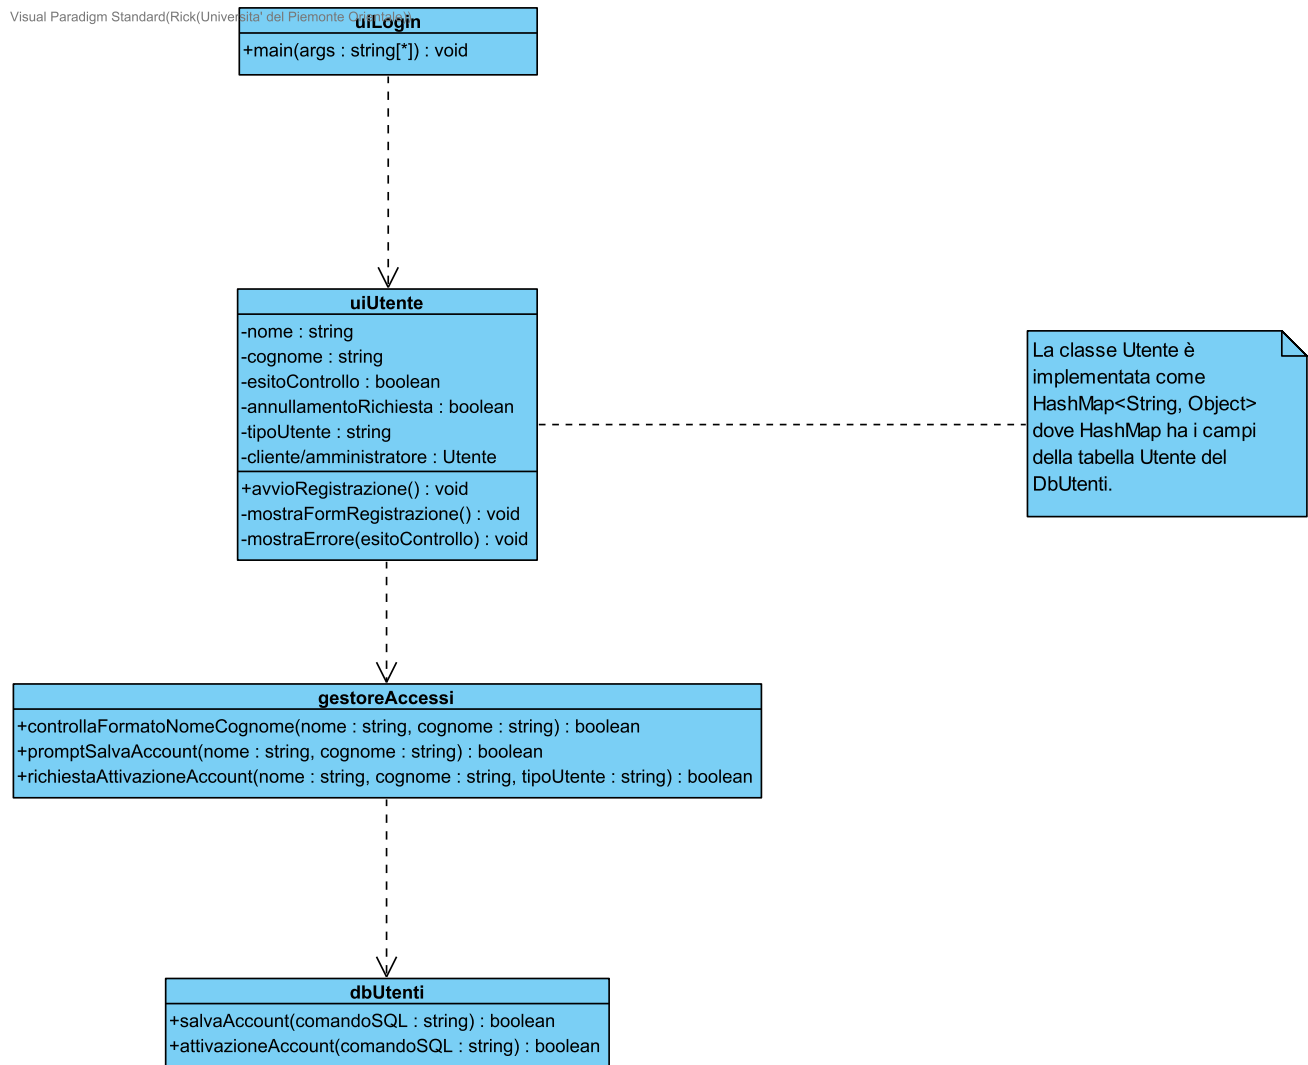 Visual Paradigm Standard(Rick(Universita' del Piemonte Orientale))
uiLogin
+main(args : string[*]) : void
uiUtente
-nome : string
-cognome : string
-esitoControllo : boolean
-annullamentoRichiesta : boolean
-tipoUtente : string
-cliente/amministratore : Utente
+avvioRegistrazione() : void
-mostraFormRegistrazione() : void
-mostraErrore(esitoControllo) : void
La classe Utente è
implementata come
HashMap<String, Object>
dove HashMap ha i campi
della tabella Utente del
DbUtenti.
gestoreAccessi
+controllaFormatoNomeCognome(nome : string, cognome : string) : boolean
+promptSalvaAccount(nome : string, cognome : string) : boolean
+richiestaAttivazioneAccount(nome : string, cognome : string, tipoUtente : string) : boolean
dbUtenti
+salvaAccount(comandoSQL : string) : boolean
+attivazioneAccount(comandoSQL : string) : boolean